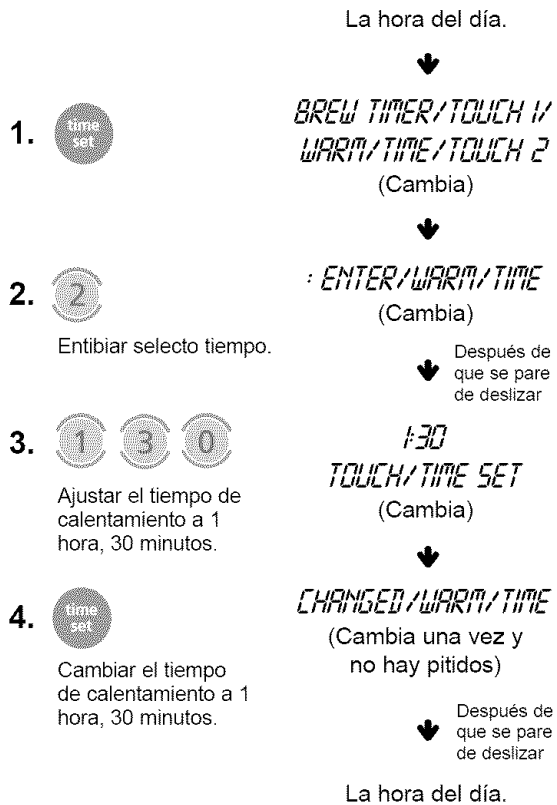 La hora del día.
1. time set
BREW TIMER/TOUCH 1/
WARM/TIME/TOUCH 2
(Cambia)
2. 2
Entibiar selecto tiempo.
: ENTER/WARM/TIME
(Cambia)
Después de
que se pare
de deslizar
3. 1 3 0
Ajustar el tiempo de
calentamiento a 1
hora, 30 minutos.
1:30
TOUCH/TIME SET
(Cambia)
4. time set
Cambiar el tiempo
de calentamiento a 1
hora, 30 minutos.
CHANGED/WARM/TIME
(Cambia una vez y
no hay pitidos)
Después de
que se pare
de deslizar
La hora del día.